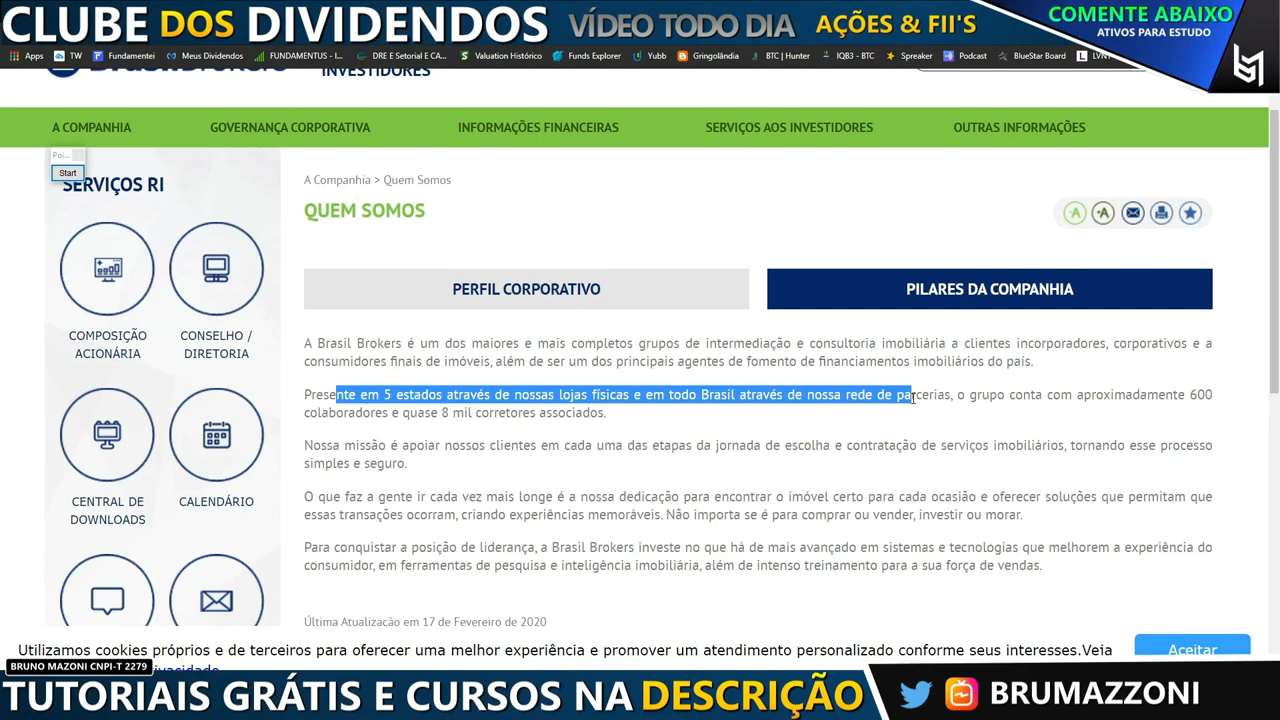 CLUBE DOS DIVIDENDOS VÍDEO TODO DIA AÇÕES & FII'S
COMENTE ABAIXO
ATIVOS PARA ESTUDO
Apps TW Fundamentei Meus Dividendos FUNDAMENTUS - I... DRE E Setorial E CA... Valuation Histórico Funds Explorer Yubb Gringolândia BTC | Hunter IQB3 - BTC Spreaker Podcast BlueStar Board
INVESTIDORES
A COMPANHIA GOVERNANÇA CORPORATIVA INFORMAÇÕES FINANCEIRAS SERVIÇOS AOS INVESTIDORES OUTRAS INFORMAÇÕES
Poi...
Start
SERVIÇOS RI
COMPOSIÇÃO
ACIONÁRIA
CONSELHO /
DIRETORIA
CENTRAL DE
DOWNLOADS
CALENDÁRIO
A Companhia > Quem Somos
QUEM SOMOS
-A +A
PERFIL CORPORATIVO PILARES DA COMPANHIA
A Brasil Brokers é um dos maiores e mais completos grupos de intermediação e consultoria imobiliária a clientes incorporadores, corporativos e a
consumidores finais de imóveis, além de ser um dos principais agentes de fomento de financiamentos imobiliários do país.
Presente em 5 estados através de nossas lojas físicas e em todo Brasil através de nossa rede de parcerias, o grupo conta com aproximadamente 600
colaboradores e quase 8 mil corretores associados.
Nossa missão é apoiar nossos clientes em cada uma das etapas da jornada de escolha e contratação de serviços imobiliários, tornando esse processo
simples e seguro.
O que faz a gente ir cada vez mais longe é a nossa dedicação para encontrar o imóvel certo para cada ocasião e oferecer soluções que permitam que
essas transações ocorram, criando experiências memoráveis. Não importa se é para comprar ou vender, investir ou morar.
Para conquistar a posição de liderança, a Brasil Brokers investe no que há de mais avançado em sistemas e tecnologias que melhorem a experiência do
consumidor, em ferramentas de pesquisa e inteligência imobiliária, além de intenso treinamento para a sua força de vendas.
Última Atualização em 17 de Fevereiro de 2020
Utilizamos cookies próprios e de terceiros para oferecer uma melhor experiência e promover um atendimento personalizado conforme seus interesses.Veja
Aceitar
BRUNO MAZONI CNPI-T 2279
TUTORIAIS GRÁTIS E CURSOS NA DESCRIÇÃO BRUMAZZONI